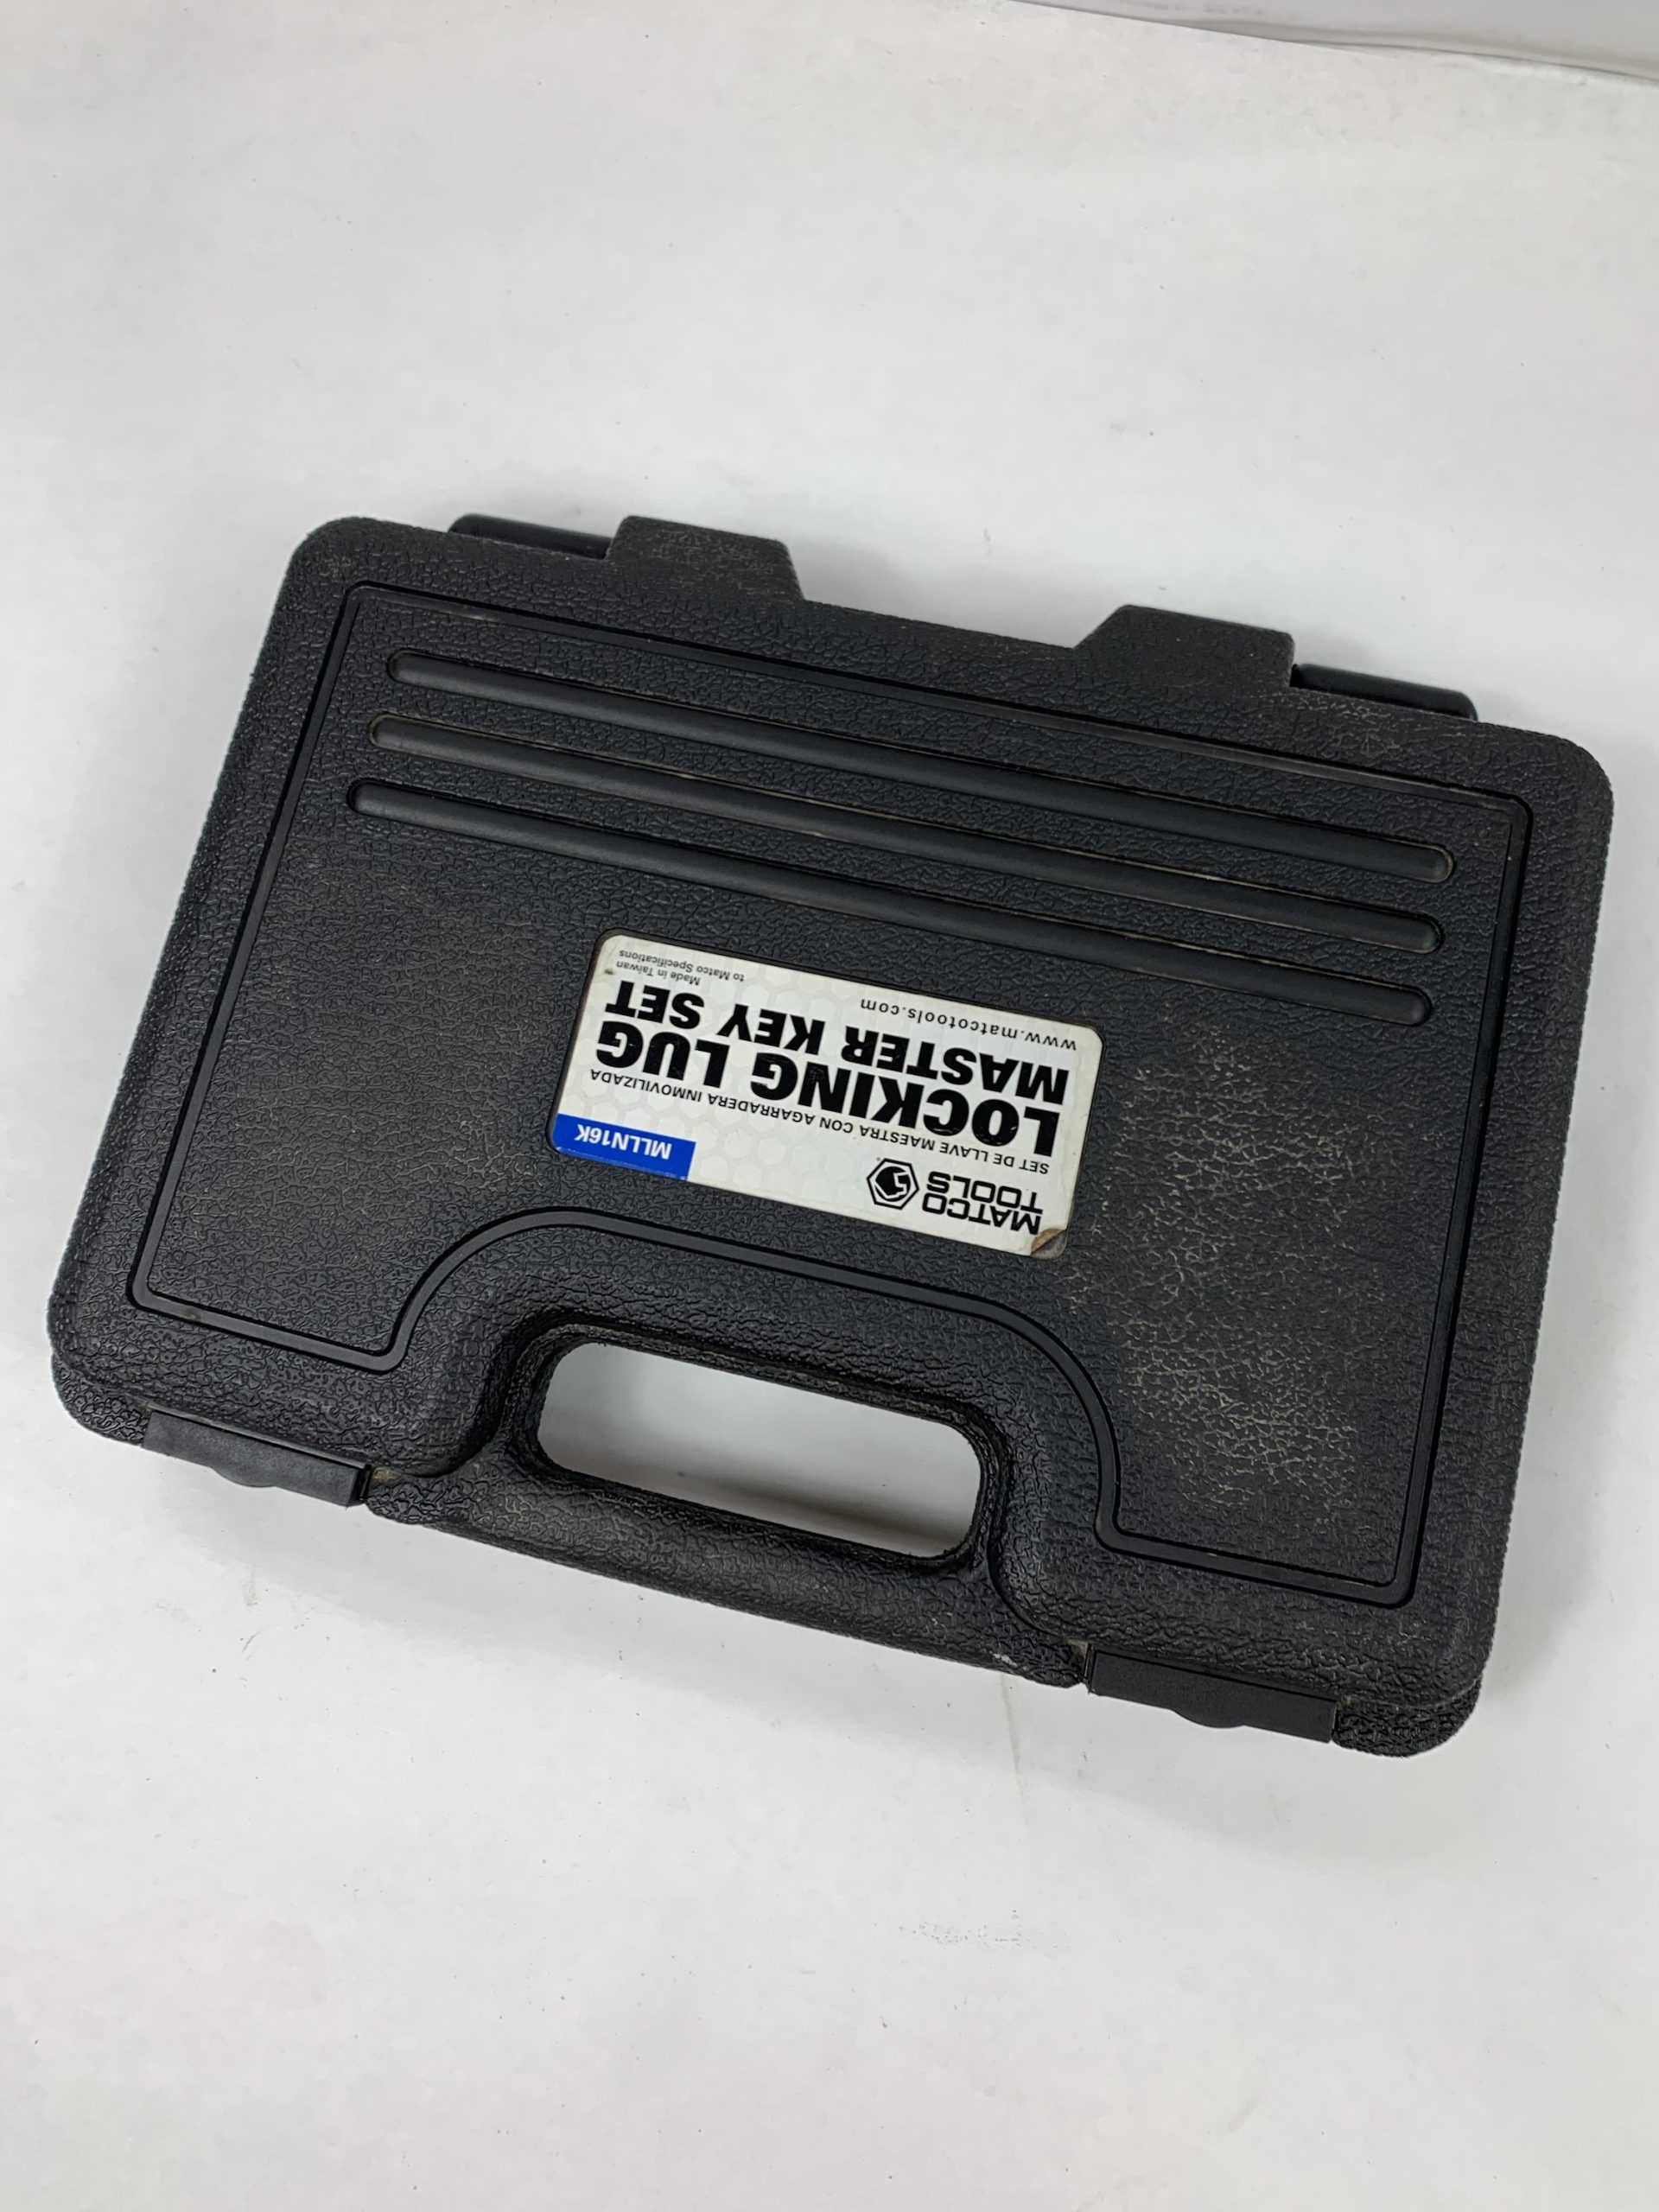 MATCO
TOOLS
MLLN16K
SET DE LLAVE MAESTRA CON AGARRADERA INMOVILIZADA
LOCKING LUG
MASTER KEY SET
www.matcotools.com
Made in Taiwan
to Matco Specifications